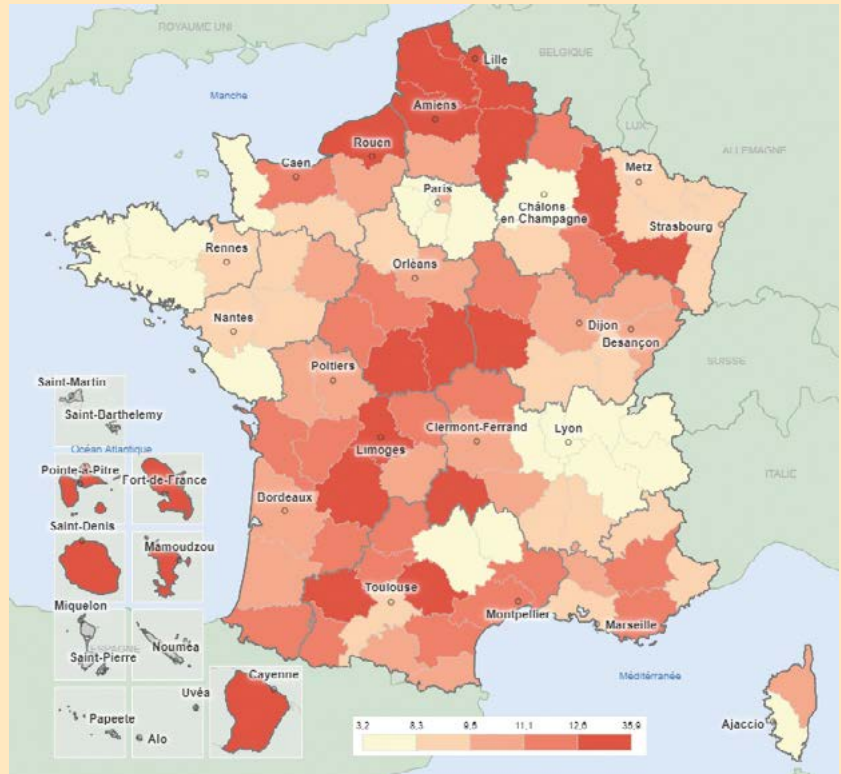 ROYAUME UNI
BELGIQUE
Lille
Manche
Amiens
LUX.
ALLEMAGNE
Rouen
Caen
Metz
Paris
Châlons
en Champagne
Strasbourg
Rennes
Orléans
Nantes
Dijon
Besançon
SUISSE
Poitiers
Saint-Martin
Saint-Barthelemy
Clermont-Ferrand
Lyon
Océan Atlantique
Limoges
ITALIE
Pointe-à-Pitre
Fort-de-France
Bordeaux
Saint-Denis
Mamoudzou
Toulouse
Miquelon
Montpellier
Marseille
ESPAGNE
Saint-Pierre
Nouméa
Cayenne
Méditerranée
Uvéa
Papeete
Alo
3,2 8,3 9,5 11,1 12,6 35,9
Ajaccio